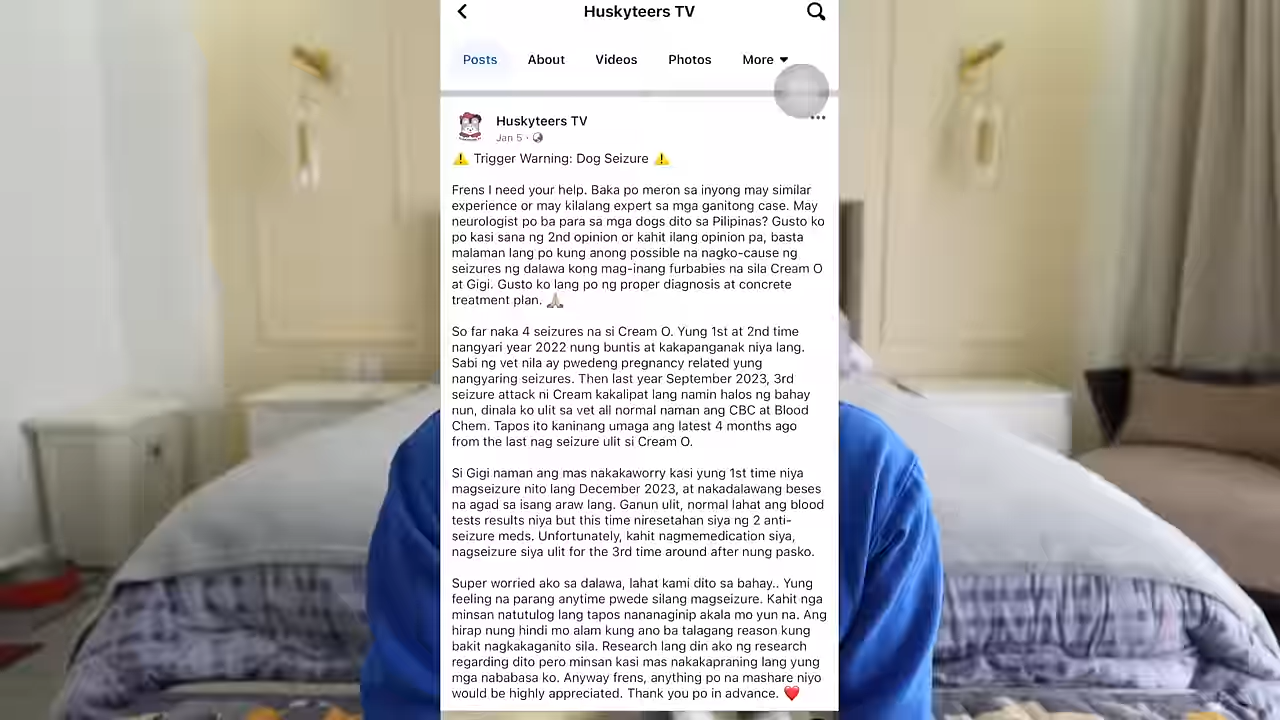 Huskyteers TV
Posts About Videos Photos More
Huskyteers TV
Jan 5
⚠️ Trigger Warning: Dog Seizure ⚠️
Frens I need your help. Baka po meron sa inyong may similar
experience or may kilalang expert sa mga ganitong case. May
neurologist po ba para sa mga dogs dito sa Pilipinas? Gusto ko
po kasi sana ng 2nd opinion or kahit ilang opinion pa, basta
malaman lang po kung anong possible na nagko-cause ng
seizures ng dalawa kong mag-inang furbabies na sila Cream O
at Gigi. Gusto ko lang po ng proper diagnosis at concrete
treatment plan. 🙏🏼
So far naka 4 seizures na si Cream O. Yung 1st at 2nd time
nangyari year 2022 nung buntis at kakapanganak niya lang.
Sabi ng vet nila ay pwedeng pregnancy related yung
nangyaring seizures. Then last year September 2023, 3rd
seizure attack ni Cream kakalipat lang namin halos ng bahay
nun, dinala ko ulit sa vet all normal naman ang CBC at Blood
Chem. Tapos ito kaninang umaga ang latest 4 months ago
from the last nag seizure ulit si Cream O.
Si Gigi naman ang mas nakakaworry kasi yung 1st time niya
magseizure nito lang December 2023, at nakadalawang beses
na agad sa isang araw lang. Ganun ulit, normal lahat ang blood
tests results niya but this time niresetahan siya ng 2 anti-
seizure meds. Unfortunately, kahit nagmemedication siya,
nagseizure siya ulit for the 3rd time around after nung pasko.
Super worried ako sa dalawa, lahat kami dito sa bahay.. Yung
feeling na parang anytime pwede silang magseizure. Kahit nga
minsan natutulog lang tapos nananaginip akala mo yun na. Ang
hirap nung hindi mo alam kung ano ba talagang reason kung
bakit nagkakaganito sila. Research lang din ako ng research
regarding dito pero minsan kasi mas nakakapraning lang yung
mga nababasa ko. Anyway frens, anything po na mashare niyo
would be highly appreciated. Thank you po in advance. ❤️